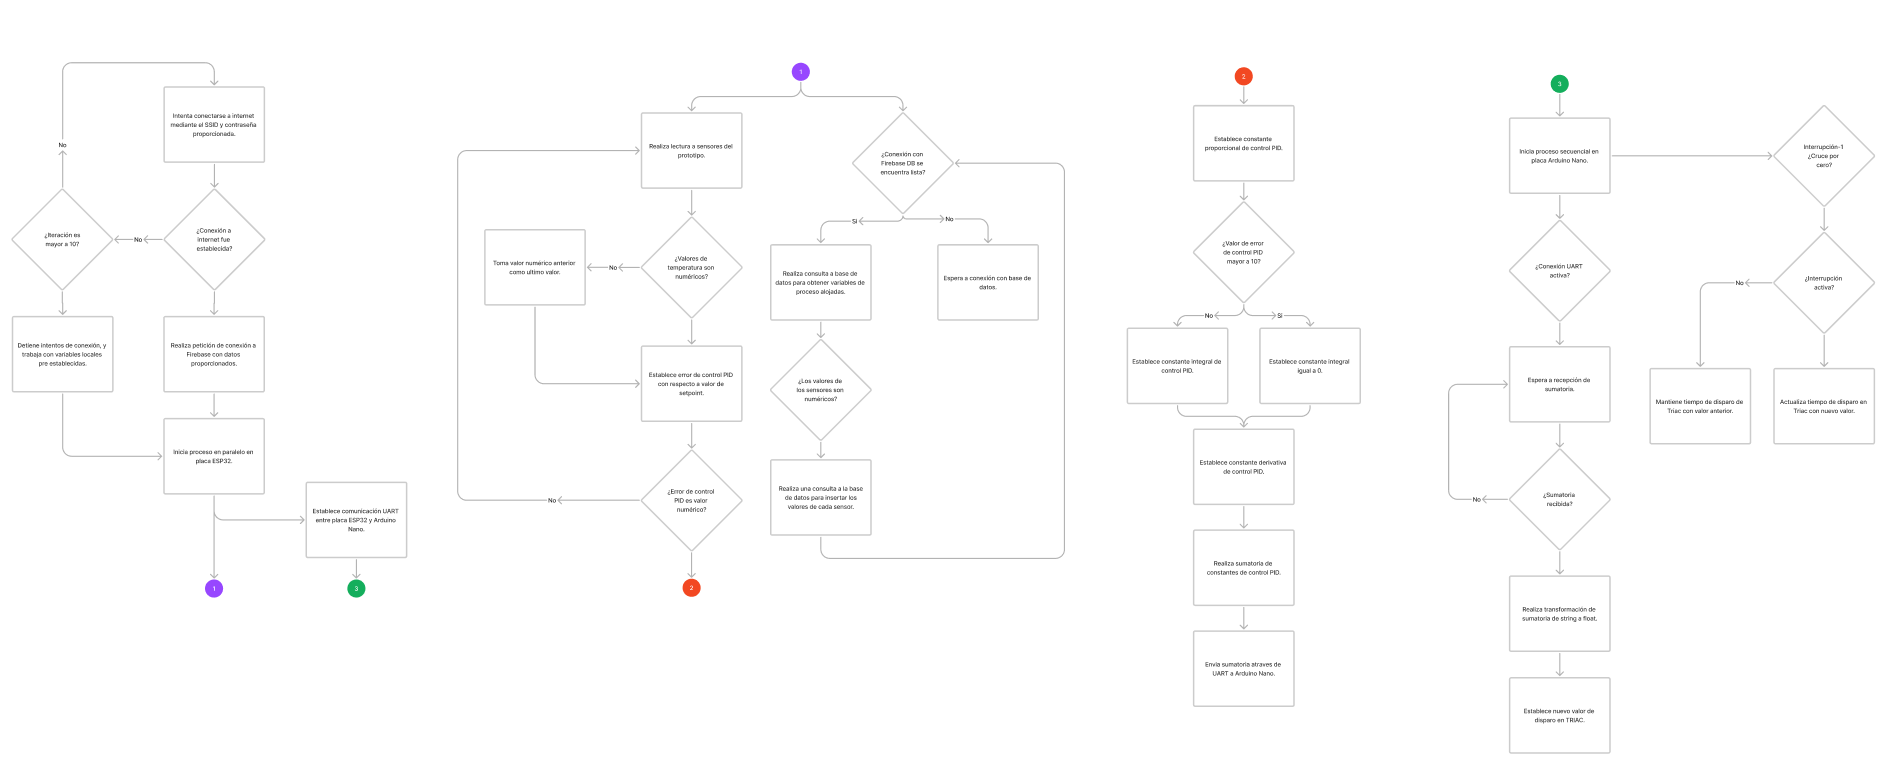 Intenta conectarse a internet
mediante el SSID y contraseña
proporcionada.
No
¿Iteración es
mayor a 10?
No
¿Conexión a
internet fue
establecida?
Detiene intentos de conexión, y
trabaja con variables locales
pre establecidas.
Realiza petición de conexión a
Firebase con datos
proporcionados.
Inicia proceso en paralelo en
placa ESP32.
Establece comunicación UART
entre placa ESP32 y Arduino
Nano.
1
3
1
Realiza lectura a sensores del
prototipo.
¿Conexión con
Firebase DB se
encuentra lista?
Si
No
Toma valor numérico anterior
como ultimo valor.
No
¿Valores de
temperatura son
numéricos?
Realiza consulta a base de
datos para obtener variables de
proceso alojadas.
Espera a conexión con base de
datos.
Establece error de control PID
con respecto a valor de
setpoint.
¿Los valores de
los sensores son
numéricos?
No
¿Error de control
PID es valor
numérico?
Realiza una consulta a la base
de datos para insertar los
valores de cada sensor.
2
2
Establece constante
proporcional de control PID.
¿Valor de error
de control PID
mayor a 10?
No
Si
Establece constante integral de
control PID.
Establece constante integral
igual a 0.
Establece constante derivativa
de control PID.
Realiza sumatoria de
constantes de control PID.
Envia sumatoria atraves de
UART a Arduino Nano.
3
Inicia proceso secuencial en
placa Arduino Nano.
Interrupción-1
¿Cruce por
cero?
¿Conexión UART
activa?
No
¿Interrupción
activa?
Espera a recepción de
sumatoria.
Mantiene tiempo de disparo de
Triac con valor anterior.
Actualiza tiempo de disparo en
Triac con nuevo valor.
No
¿Sumatoria
recibida?
Realiza transformación de
sumatoria de string a float.
Establece nuevo valor de
disparo en TRIAC.